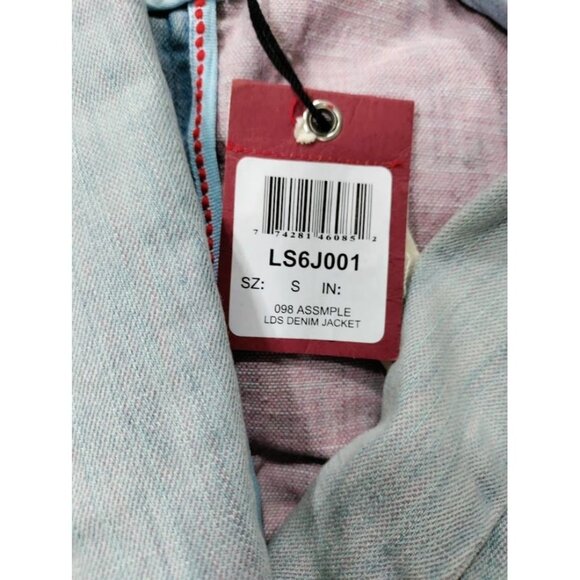 7 74281 46085 2
LS6J001
SZ: S IN:
098 ASSMPLE
LDS DENIM JACKET